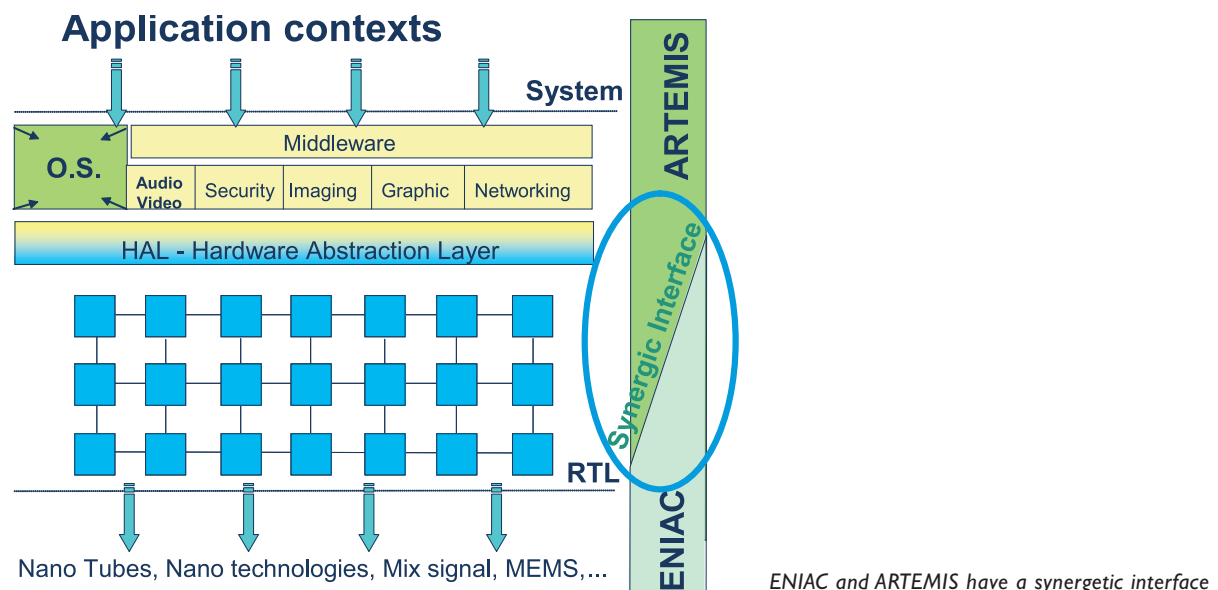 Application contexts
System
Middleware
O.S.
Audio
Video
Security
Imaging
Graphic
Networking
HAL - Hardware Abstraction Layer
RTL
Nano Tubes, Nano technologies, Mix signal, MEMS,...
ARTEMIS
Synergic Interface
ENIAC
ENIAC and ARTEMIS have a synergetic interface